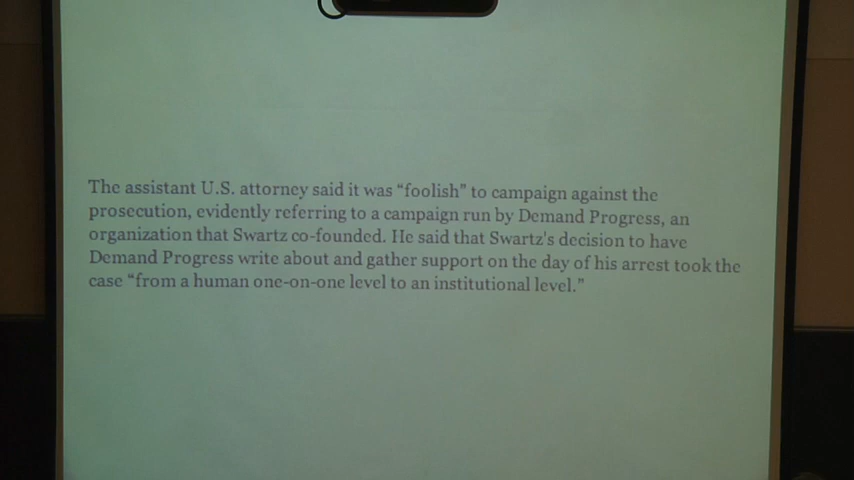 The assistant U.S. attorney said it was “foolish” to campaign against the
prosecution, evidently referring to a campaign run by Demand Progress, an
organization that Swartz co-founded. He said that Swartz's decision to have
Demand Progress write about and gather support on the day of his arrest took the
case “from a human one-on-one level to an institutional level.”